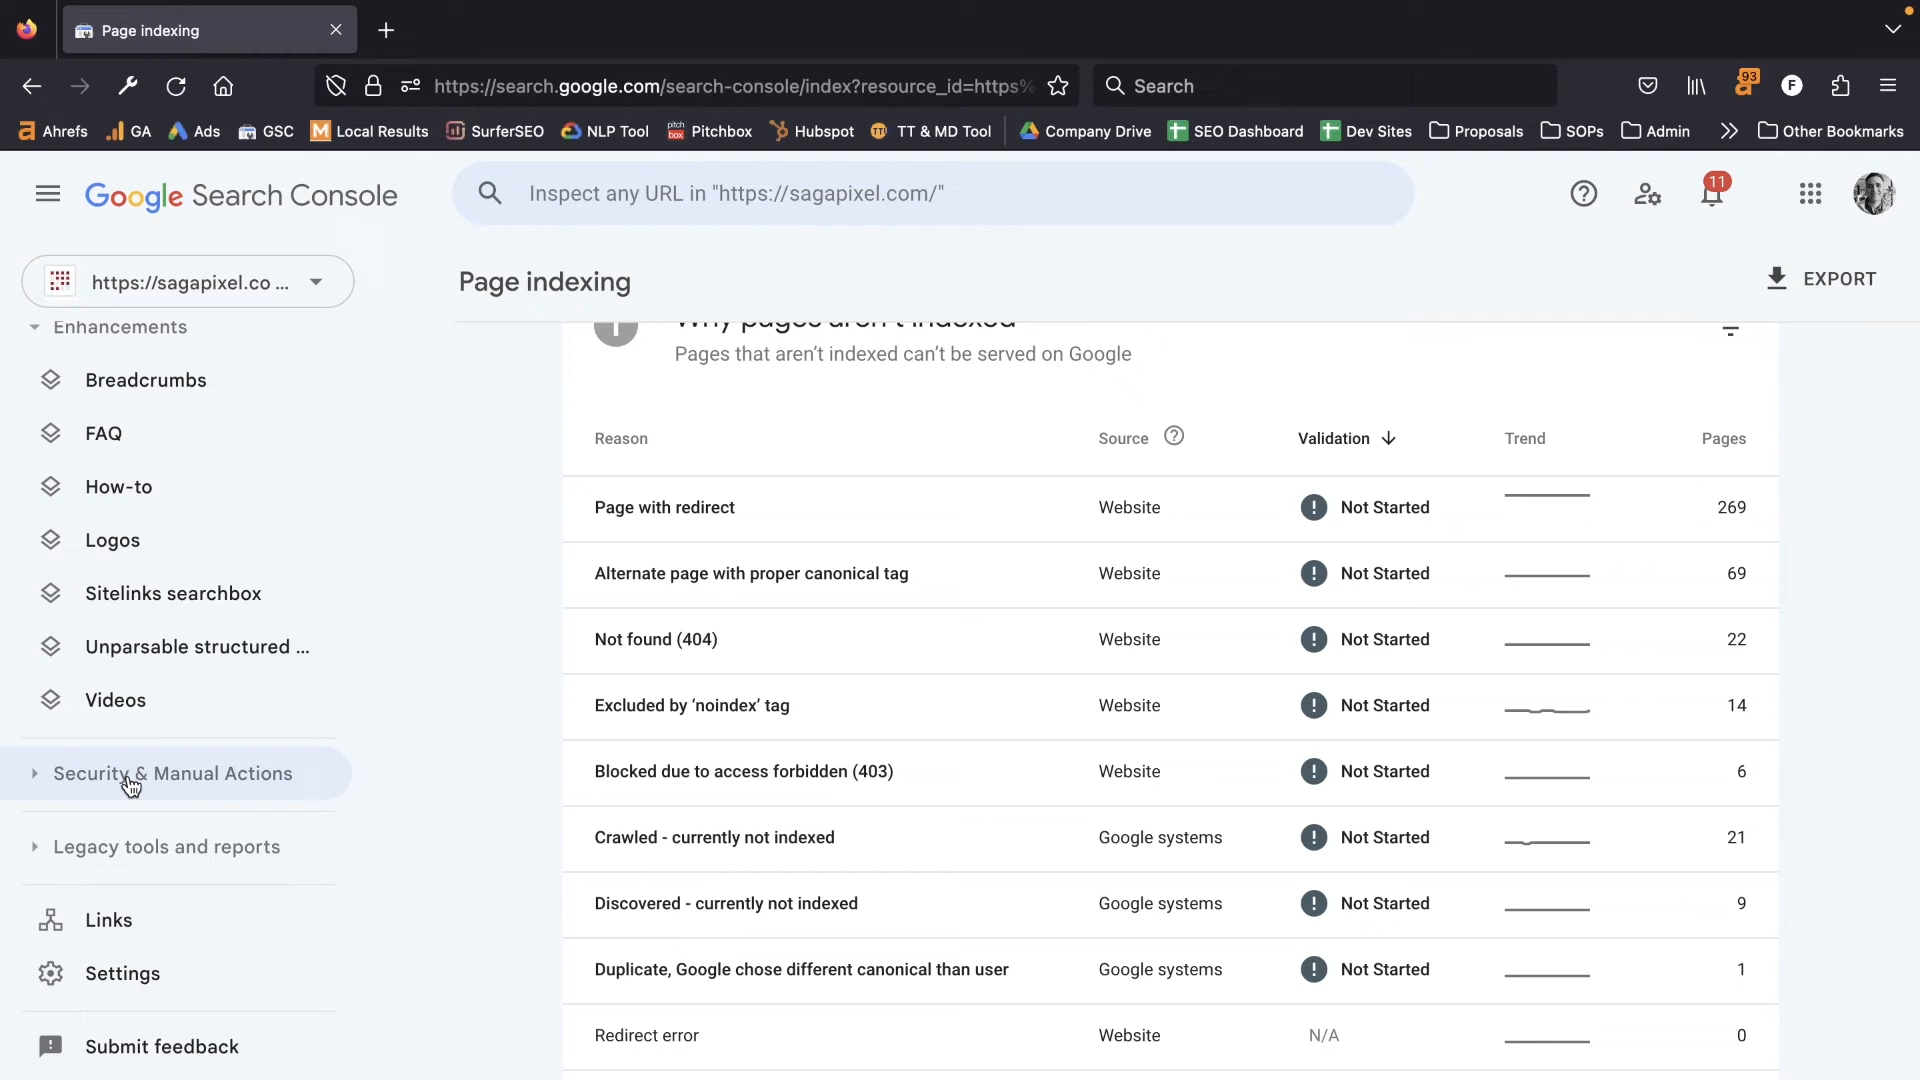 Page indexing
https://search.google.com/search-console/index?resource_id=https%
Search
93
F
Ahrefs
GA
Ads
GSC
Local Results
SurferSEO
NLP Tool
pitch box
Pitchbox
Hubspot
TT & MD Tool
Company Drive
SEO Dashboard
Dev Sites
Proposals
SOPs
Admin
Other Bookmarks
Google Search Console
Inspect any URL in "https://sagapixel.com/"
11
https://sagapixel.co ...
Page indexing
EXPORT
Enhancements
Breadcrumbs
FAQ
How-to
Logos
Sitelinks searchbox
Unparsable structured ...
Videos
Security & Manual Actions
Legacy tools and reports
Links
Settings
Submit feedback
Why pages aren't indexed
Pages that aren’t indexed can’t be served on Google
Reason Source Validation Trend Pages
Page with redirect Website Not Started 269
Alternate page with proper canonical tag Website Not Started 69
Not found (404) Website Not Started 22
Excluded by ‘noindex’ tag Website Not Started 14
Blocked due to access forbidden (403) Website Not Started 6
Crawled - currently not indexed Google systems Not Started 21
Discovered - currently not indexed Google systems Not Started 9
Duplicate, Google chose different canonical than user Google systems Not Started 1
Redirect error Website N/A 0